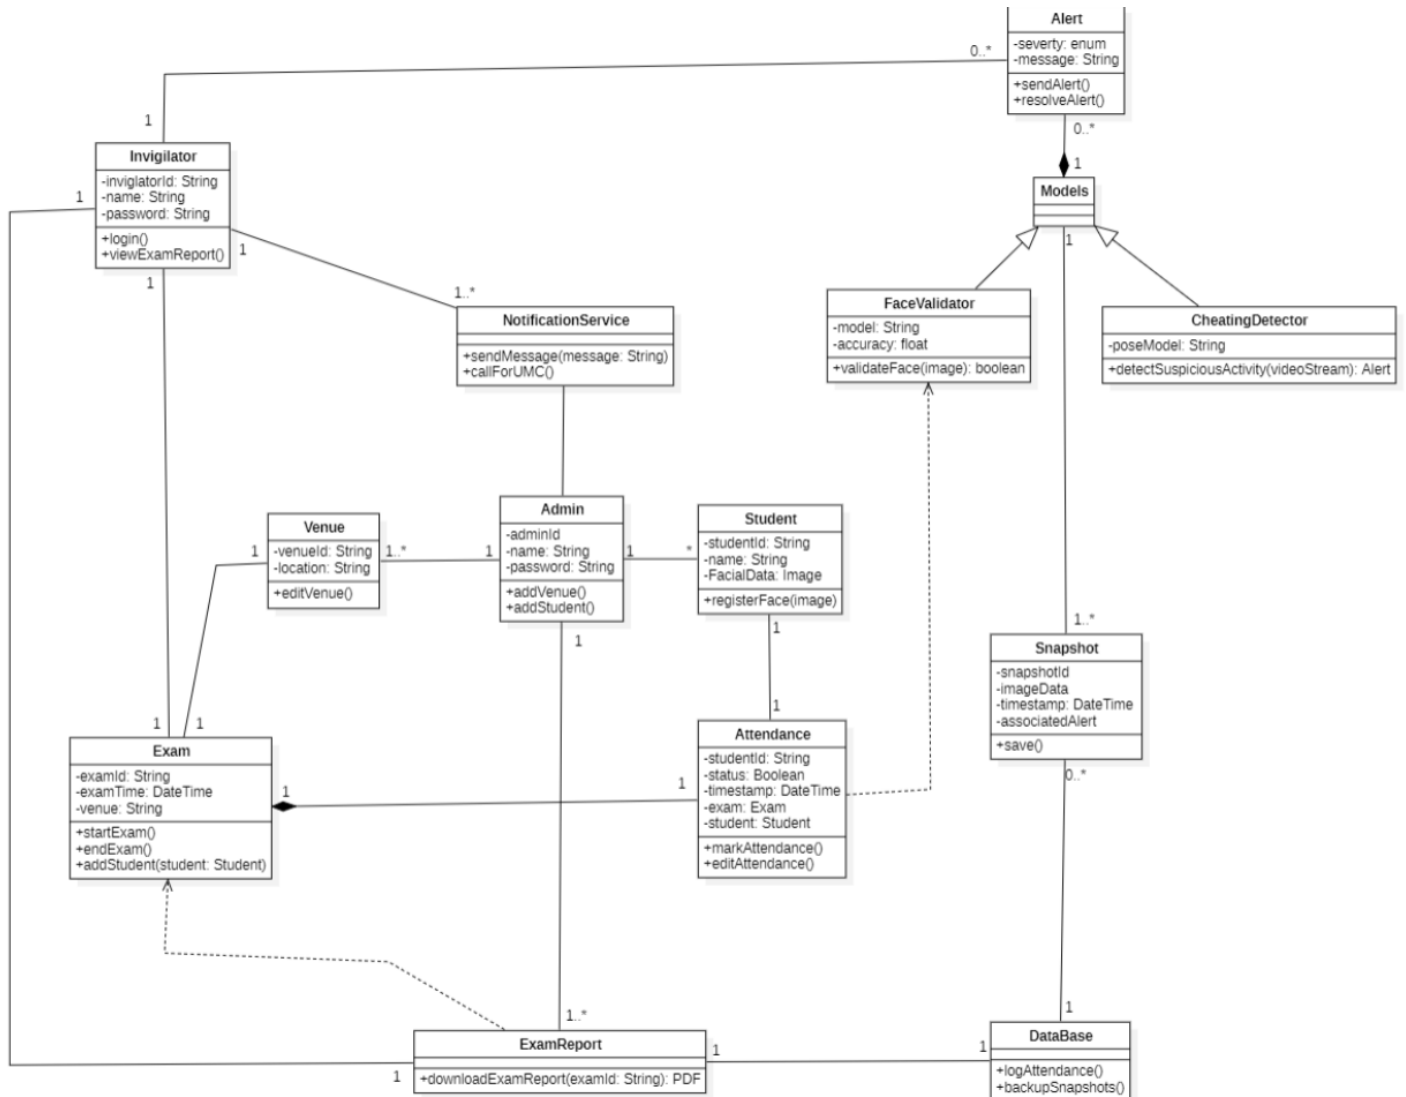 Alert
-severty: enum
-message: String
+sendAlert()
+resolveAlert()
0..*
1
0..*
1
Models
Invigilator
-inviglatorId: String
-name: String
-password: String
+login()
+viewExamReport()
1
1
1
1
1..*
NotificationService
+sendMessage(message: String)
+callForUMC()
FaceValidator
-model: String
-accuracy: float
+validateFace(image): boolean
CheatingDetector
-poseModel: String
+detectSuspiciousActivity(videoStream): Alert
Venue
-venueId: String
-location: String
+editVenue()
1
1..*
1
Admin
-adminId
-name: String
-password: String
+addVenue()
+addStudent()
1
*
1
Student
-studentId: String
-name: String
-FacialData: Image
+registerFace(image)
1
1
1..*
Snapshot
-snapshotId
-imageData
-timestamp: DateTime
-associatedAlert
+save()
0..*
1
1
Exam
-examId: String
-examTime: DateTime
-venue: String
+startExam()
+endExam()
+addStudent(student: Student)
1
1
Attendance
-studentId: String
-status: Boolean
-timestamp: DateTime
-exam: Exam
-student: Student
+markAttendance()
+editAttendance()
1..*
1
ExamReport
+downloadExamReport(examId: String): PDF
1
1
1
DataBase
+logAttendance()
+backupSnapshots()